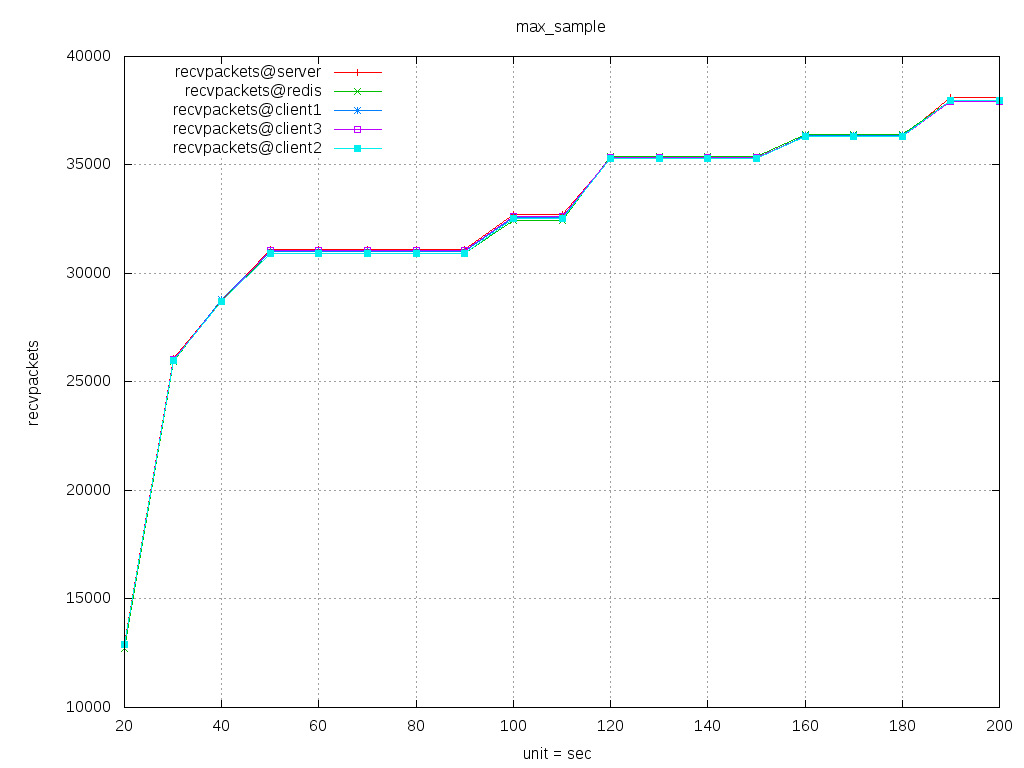 max_sample
40000
35000
30000
25000
20000
15000
10000
recvpackets
recvpackets@server
recvpackets@redis
recvpackets@client1
recvpackets@client3
recvpackets@client2
20 40 60 80 100 120 140 160 180 200
unit = sec